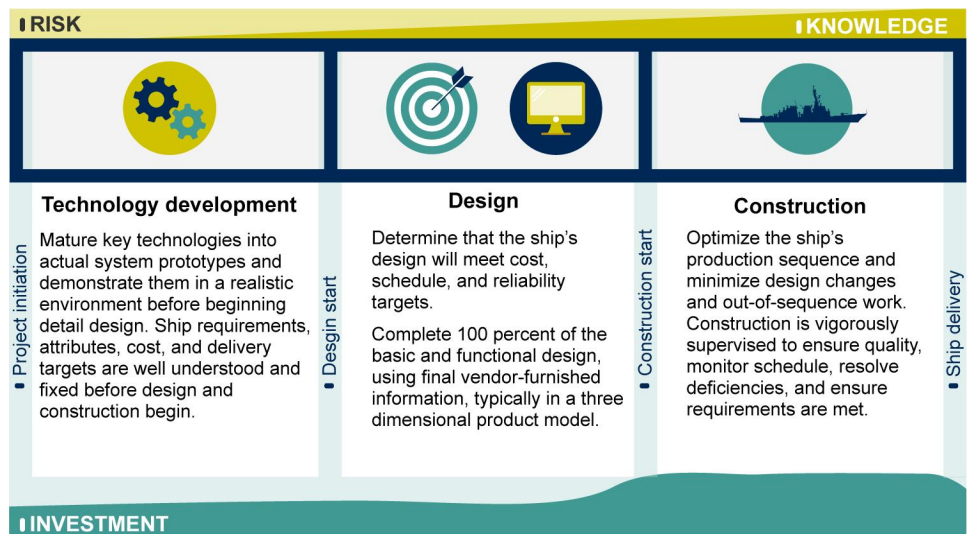 RISK
KNOWLEDGE
Technology development
Mature key technologies into
actual system prototypes and
demonstrate them in a realistic
environment before beginning
detail design. Ship requirements,
attributes, cost, and delivery
targets are well understood and
fixed before design and
construction begin.
Design
Determine that the ship's
design will meet cost,
schedule, and reliability
targets.
Complete 100 percent of the
basic and functional design,
using final vendor-furnished
information, typically in a three
dimensional product model.
Construction
Optimize the ship's
production sequence and
minimize design changes
and out-of-sequence work.
Construction is vigorously
supervised to ensure quality,
monitor schedule, resolve
deficiencies, and ensure
requirements are met.
Project initiation
Desgin start
Construction start
Ship delivery
INVESTMENT